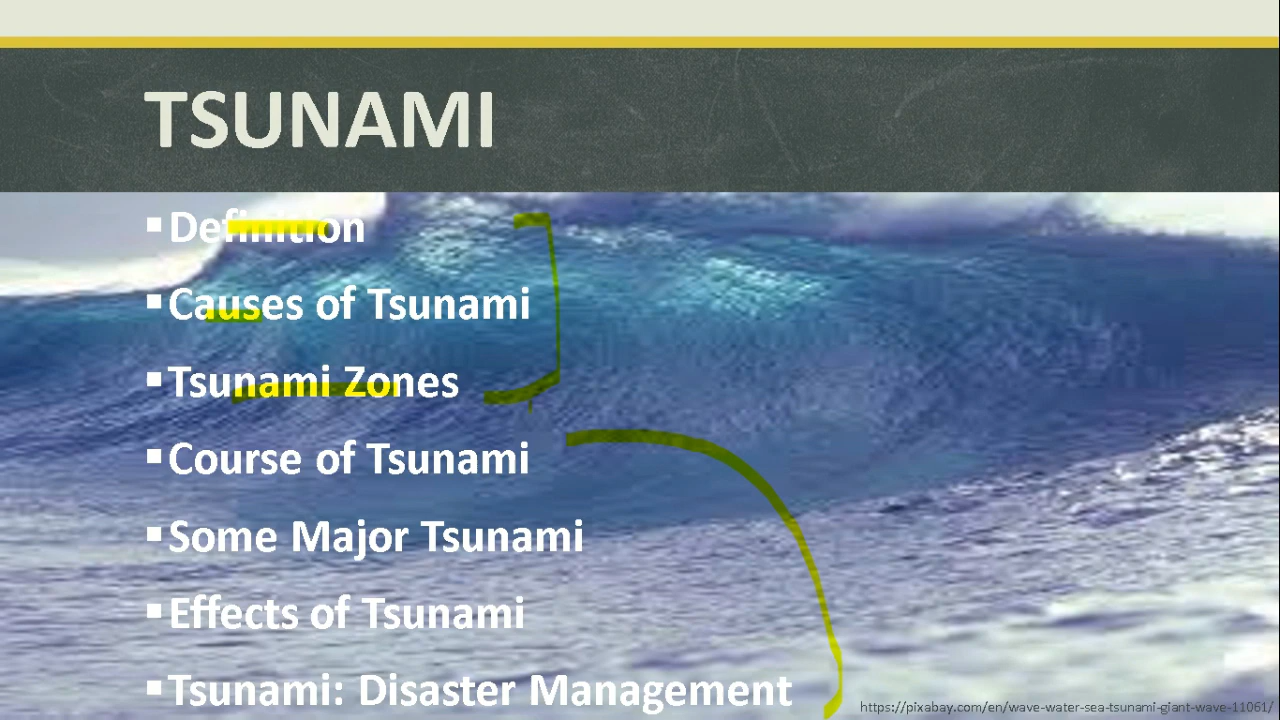 TSUNAMI
▪Definition
▪Causes of Tsunami
▪Tsunami Zones
▪Course of Tsunami
▪Some Major Tsunami
▪Effects of Tsunami
▪Tsunami: Disaster Management
https://pixabay.com/en/wave-water-sea-tsunami-giant-wave-11061/